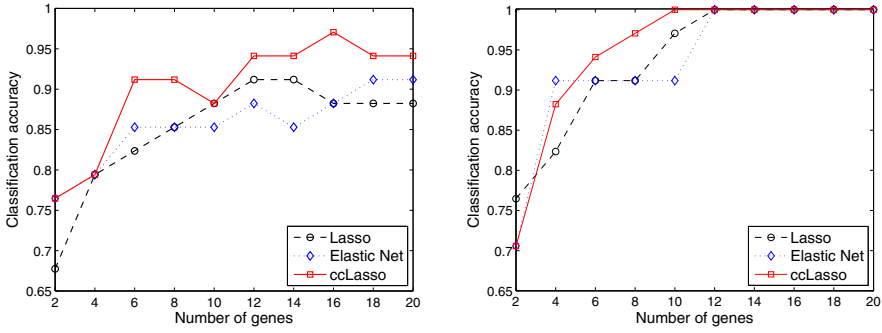 1
0.95
0.9
0.85
0.8
0.75
0.7
0.65
2 4 6 8 10 12 14 16 18 20
Classification accuracy
Number of genes
Lasso
Elastic Net
ccLasso
1
0.95
0.9
0.85
0.8
0.75
0.7
0.65
2 4 6 8 10 12 14 16 18 20
Classification accuracy
Number of genes
Lasso
Elastic Net
ccLasso